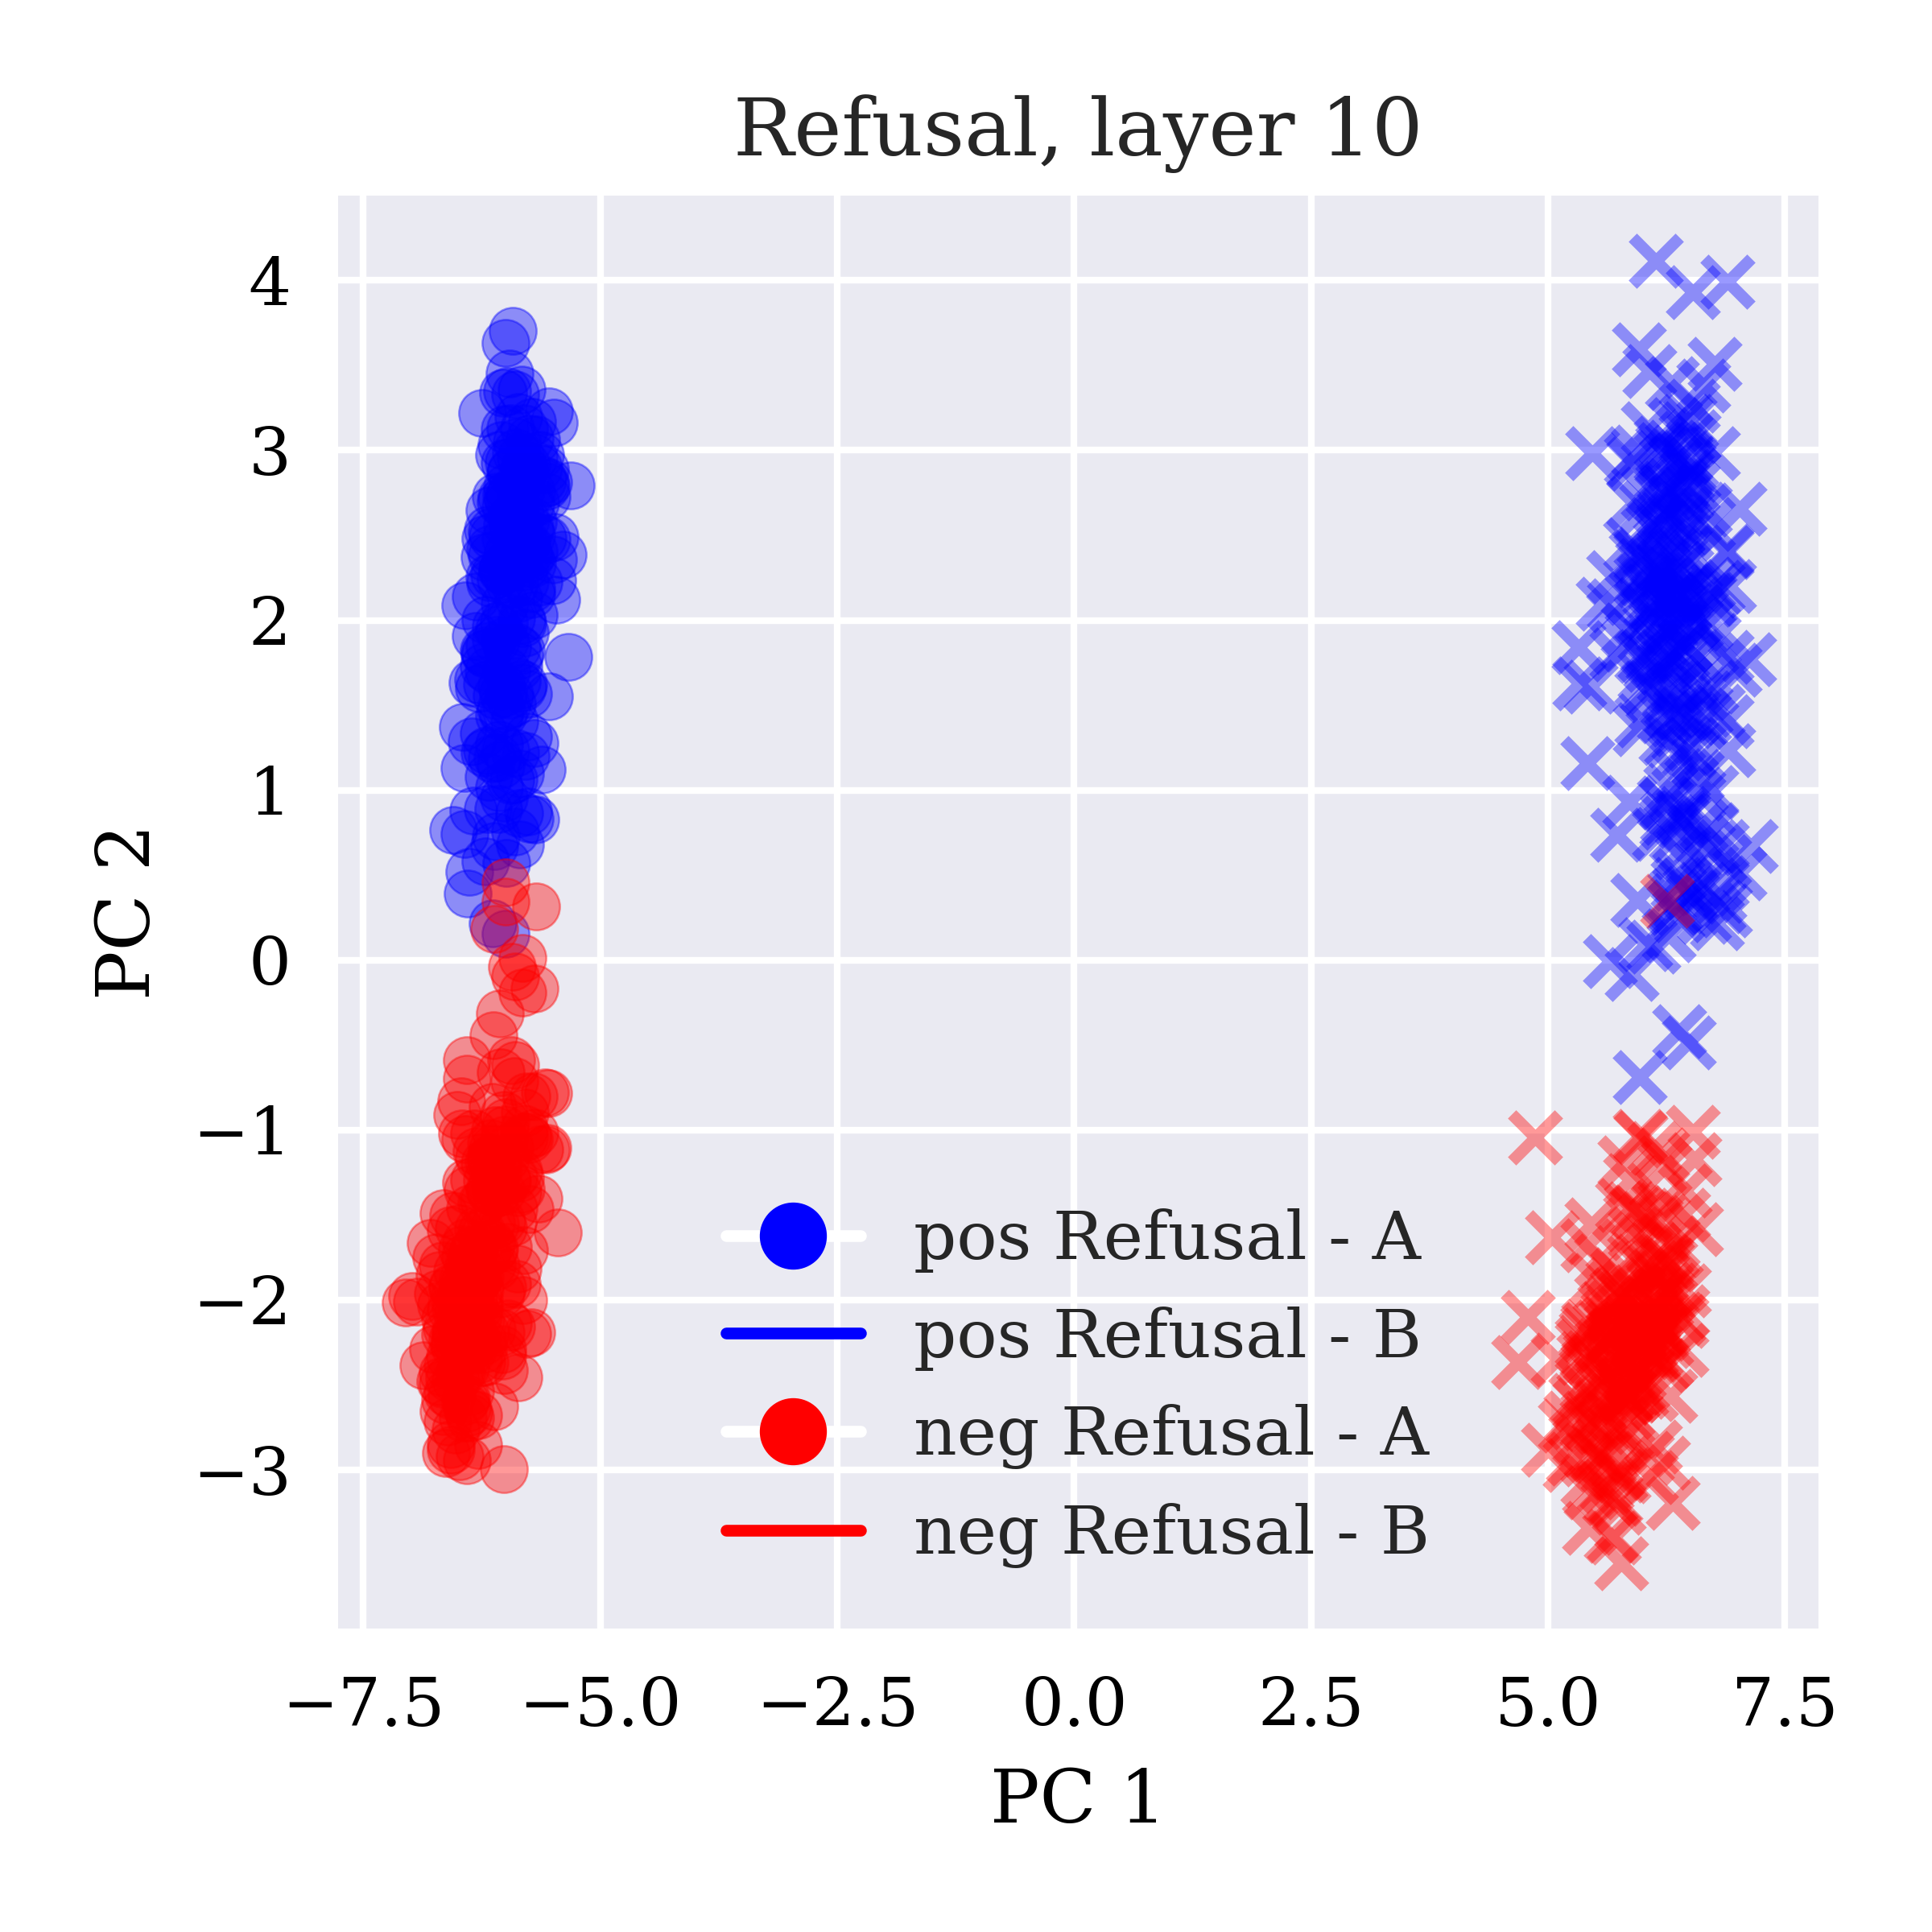 Refusal, layer 10
4
3
2
1
0
−1
−2
−3
PC 2
pos Refusal - A
pos Refusal - B
neg Refusal - A
neg Refusal - B
−7.5 −5.0 −2.5 0.0 2.5 5.0 7.5
PC 1